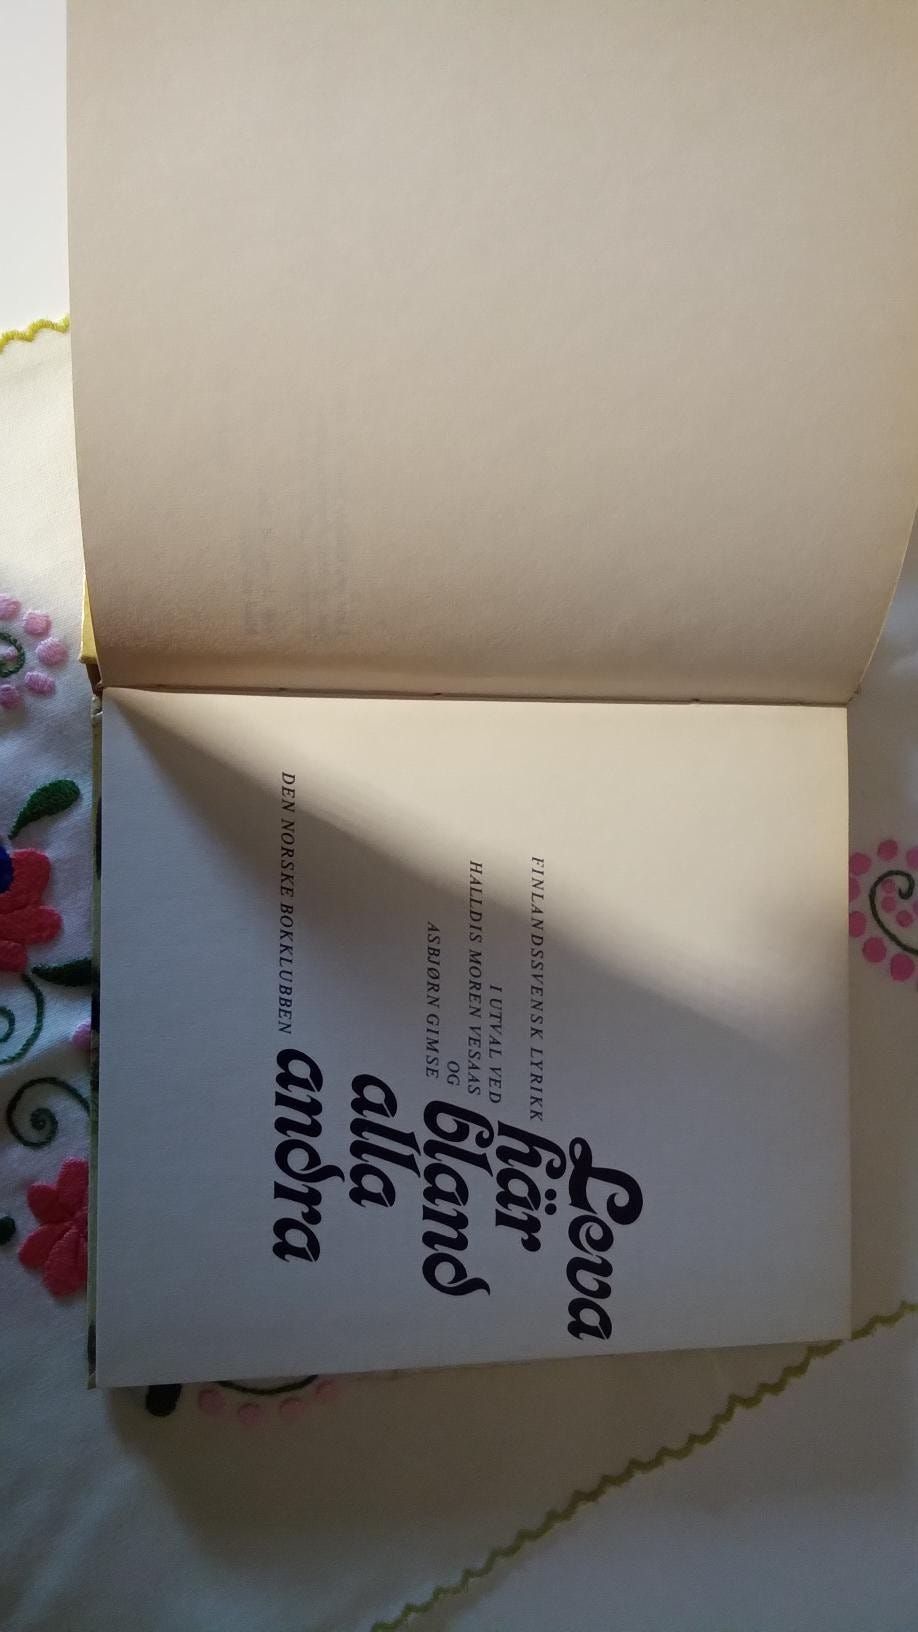 Leva
FINLANDSSVENSK LYRIKK
här
I UTVAL VED
HALLDIS MOREN VESAAS
OG
bland
ASBJØRN GIMSE
alla
DEN NORSKE BOKKLUBBEN
andra